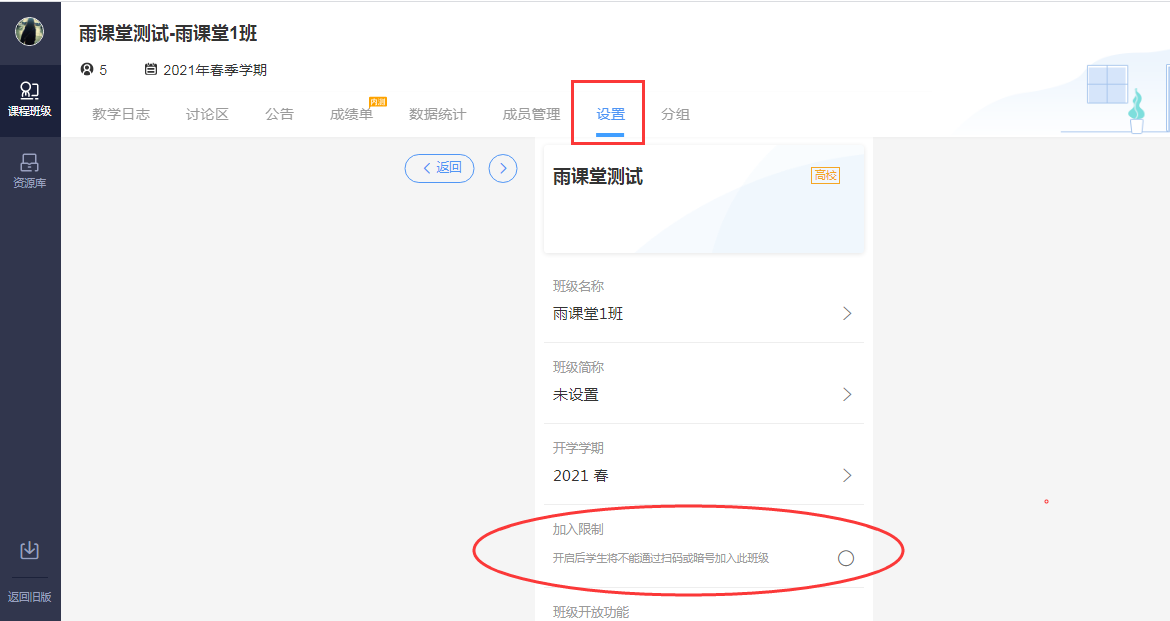 雨课堂测试-雨课堂1班
5 2021年春季学期
课程班级
教学日志 讨论区 公告 成绩单 内测 数据统计 成员管理 设置 分组
资源库
返回
雨课堂测试 高校
班级名称
雨课堂1班
班级简称
未设置
开学学期
2021 春
加入限制
开启后学生将不能通过扫码或暗号加入此班级
班级开放功能
返回旧版